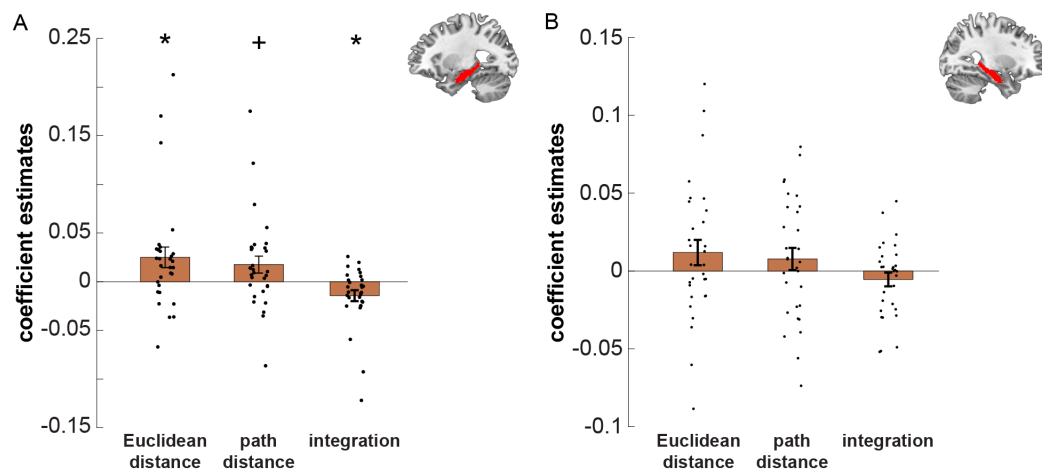 A
coefficient estimates
0.25
0.15
0.05
0
-0.05
-0.15
*
+
*
Euclidean
distance
path
distance
integration
B
coefficient estimates
0.15
0.1
0.05
0
-0.05
-0.1
Euclidean
distance
path
distance
integration